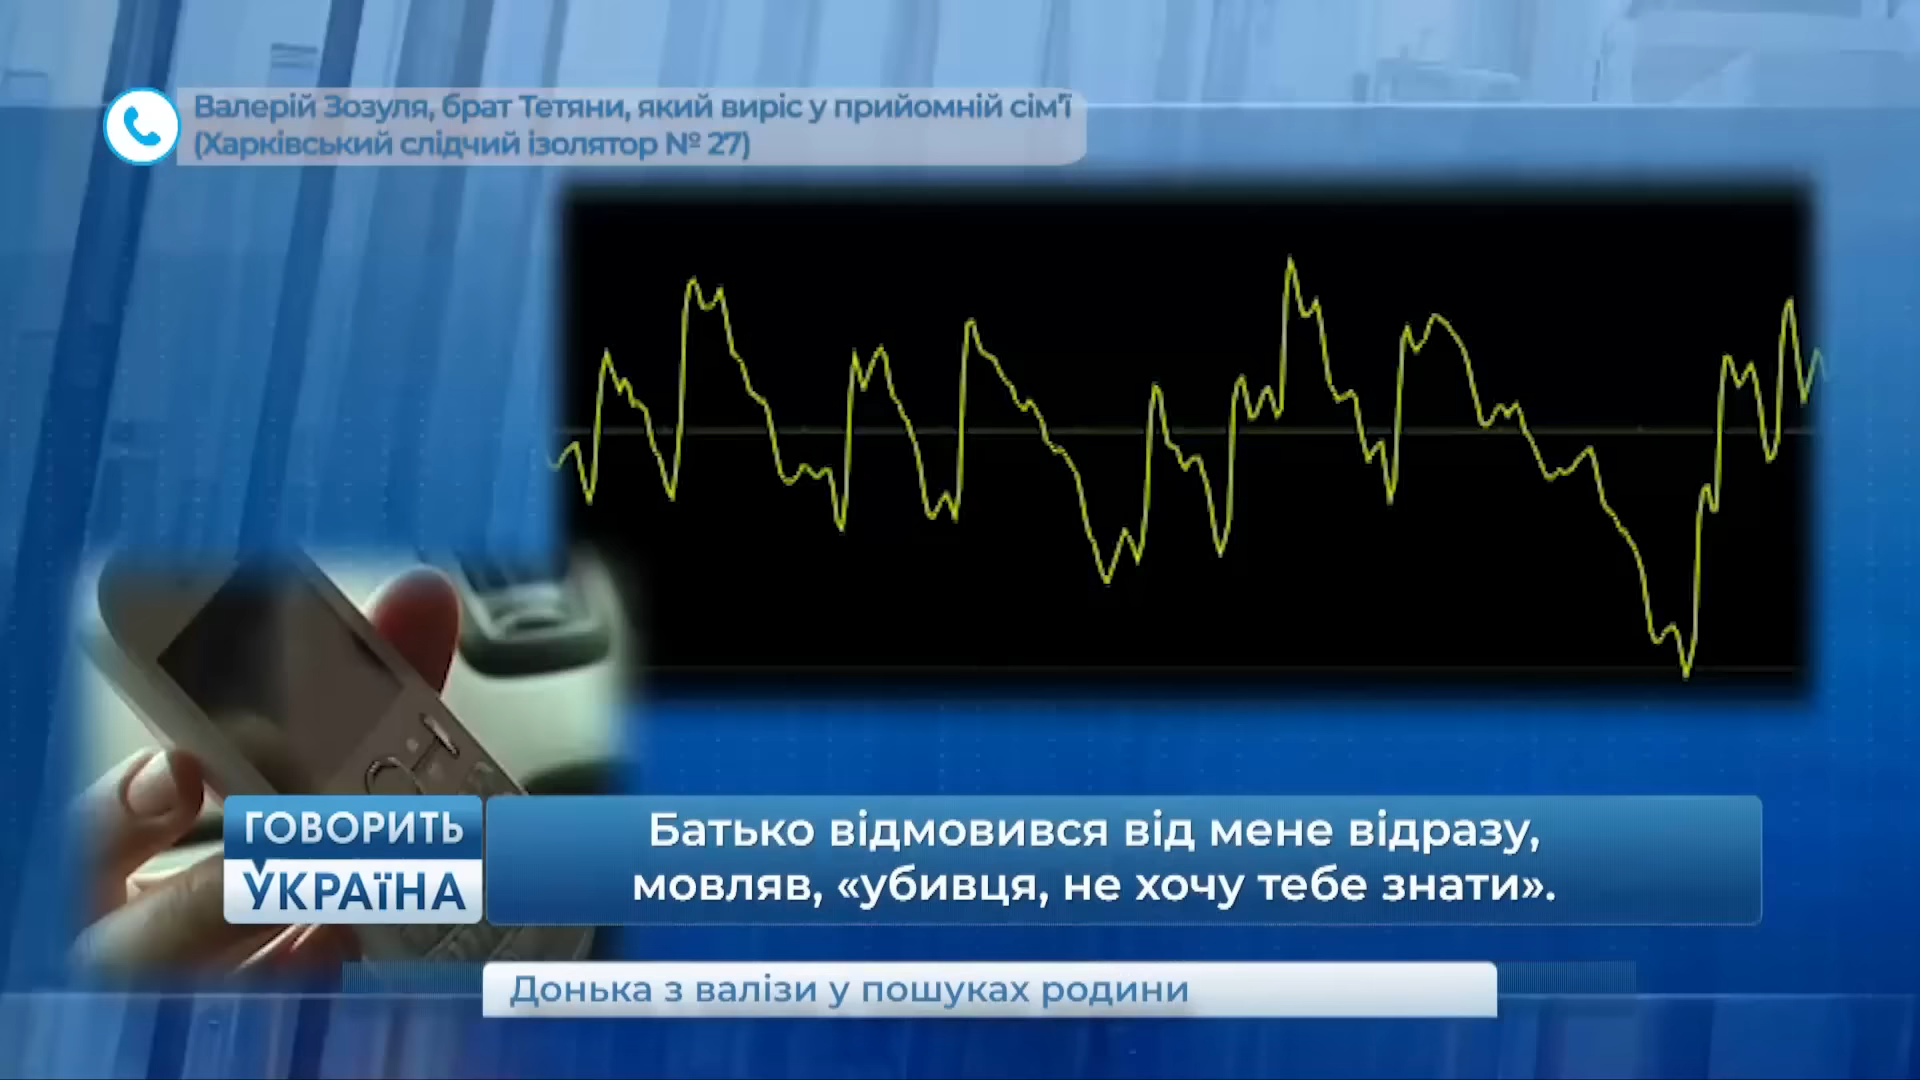 Валерій Зозуля, брат Тетяни, який виріс у прийомній сім'ї
(Харківський слідчий ізолятор № 27)
ГОВОРИТЬ
УКРАЇНА
Батько відмовився від мене відразу,
мовляв, «убивця, не хочу тебе знати».
Донька з валізи у пошуках родини